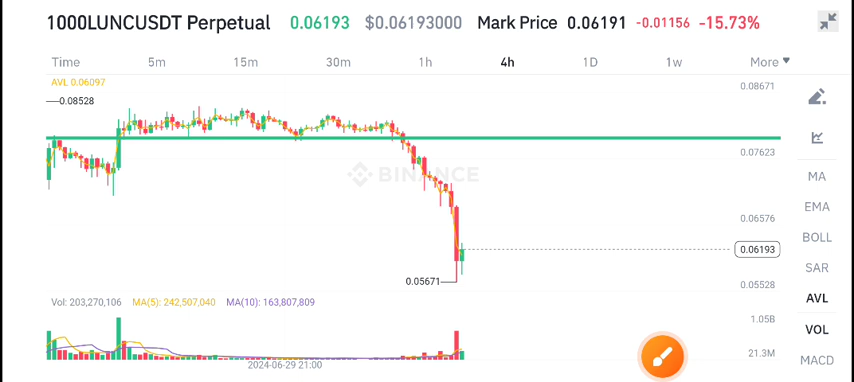 1000LUNCUSDT Perpetual 0.06193 $0.06193000 Mark Price 0.06191 -0.01156 -15.73%
Time 5m 15m 30m 1h 4h 1D 1w More
AVL 0.06097
0.08671
0.08528
0.07623
BINANCE
MA
EMA
0.06576
BOLL
0.06193
SAR
0.05671
0.05528
Vol: 203,270,106 MA(5): 242,507,040 MA(10): 163,807,809
AVL
1.05B
VOL
21.3M
MACD
2024-06-29 21:00